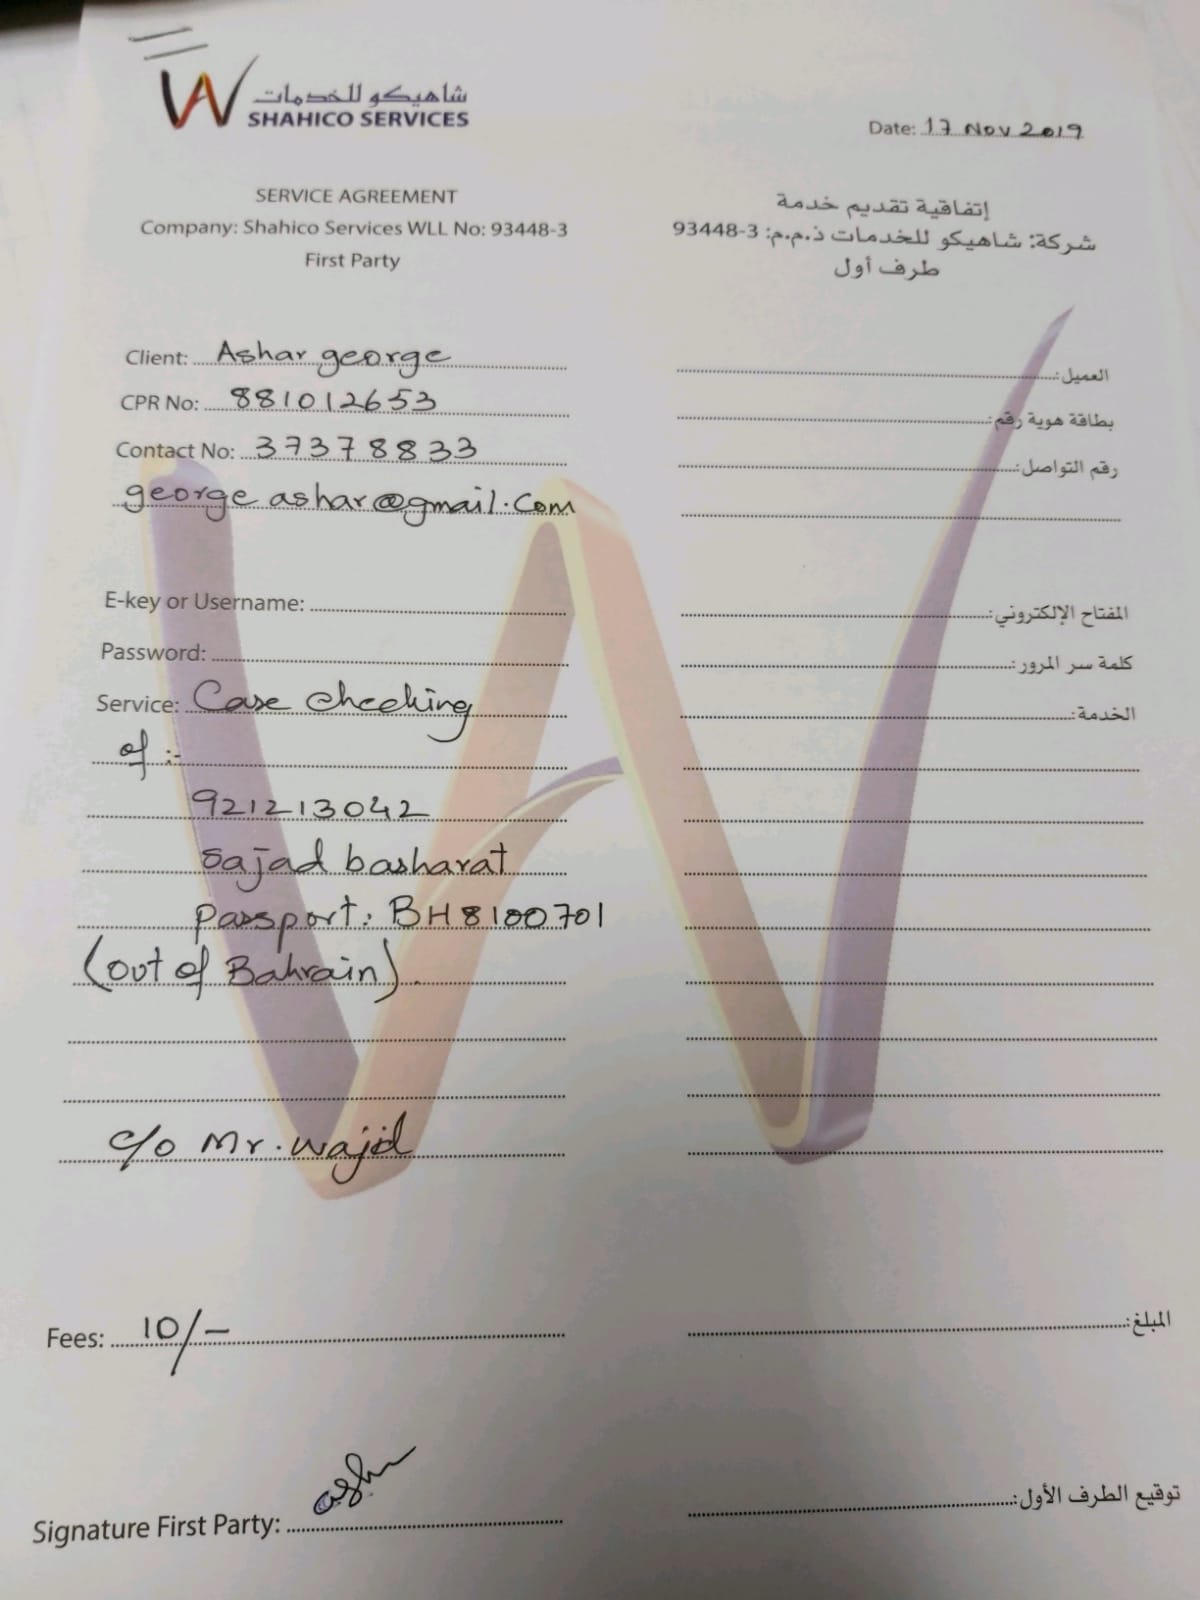 شاهيكو للخدمات
SHAHICO SERVICES
Date: 17 Nov 2019
SERVICE AGREEMENT
Company: Shahico Services WLL No: 93448-3
First Party
إتفاقية تقديم خدمة
شركة: شاهيكو للخدمات ذ.م.م: 3-93448
طرف أول
Client: Ashar george
العميل:
CPR No: 881012653
بطاقة هوية رقم:
Contact No: 37378833
رقم التواصل:
george ashar@gmail.com
E-key or Username:
المفتاح الإلكتروني:
Password:
كلمة سر المرور:
Service: Case checking
الخدمة:
of :-
921213042
sajad basharat
Passport: BH8100701
(out of Bahrain).
c/o Mr. wajid
Fees: 10/-
المبلغ:
Signature First Party:
توقيع الطرف الأول: